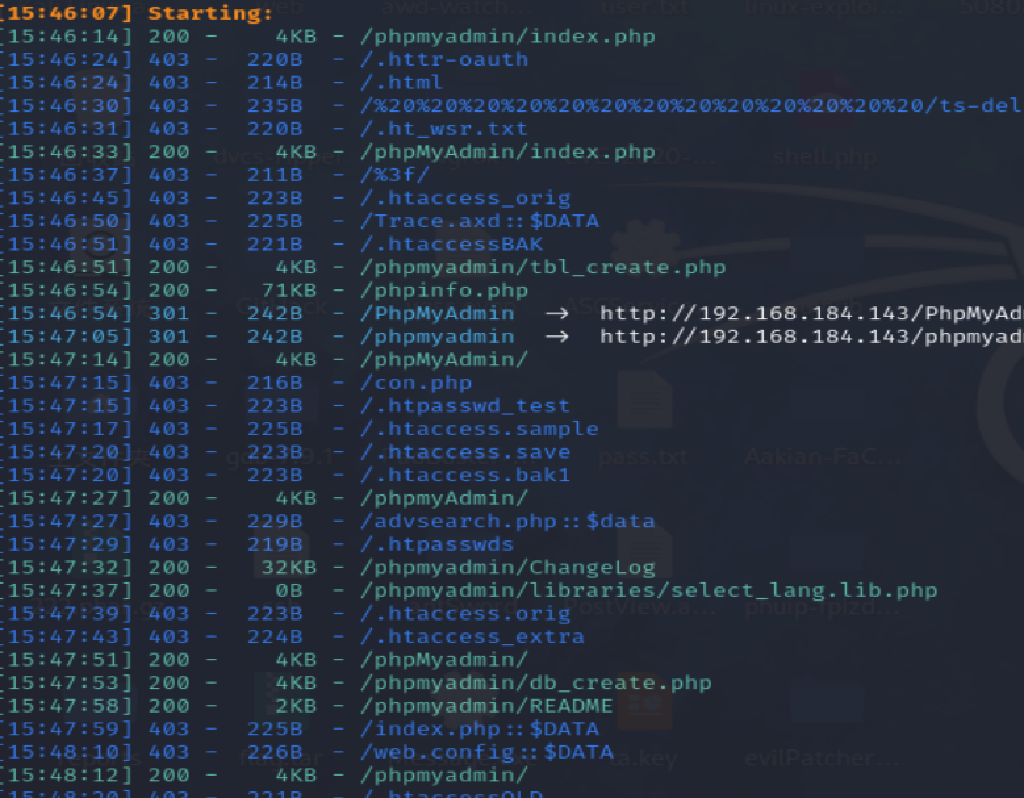 [15:46:07] Starting:
[15:46:14] 200 -    4KB - /phpmyadmin/index.php
[15:46:24] 403 -  220B  - /.httr-oauth
[15:46:24] 403 -  214B  - /.html
[15:46:30] 403 -  235B  - /%20%20%20%20%20%20%20%20%20%20%20%20%20/ts-del
[15:46:31] 403 -  220B  - /.ht_wsr.txt
[15:46:33] 200 -    4KB - /phpMyAdmin/index.php
[15:46:37] 403 -  211B  - /%3f/
[15:46:45] 403 -  223B  - /.htaccess_orig
[15:46:50] 403 -  225B  - /Trace.axd::$DATA
[15:46:51] 403 -  221B  - /.htaccessBAK
[15:46:51] 200 -    4KB - /phpmyadmin/tbl_create.php
[15:46:54] 200 -   71KB - /phpinfo.php
[15:46:54] 301 -  242B  - /PhpMyAdmin  →  http://192.168.184.143/PhpMyAd
[15:47:05] 301 -  242B  - /phpmyadmin  →  http://192.168.184.143/phpmyad
[15:47:14] 200 -    4KB - /phpMyAdmin/
[15:47:15] 403 -  216B  - /con.php
[15:47:15] 403 -  223B  - /.htpasswd_test
[15:47:17] 403 -  225B  - /.htaccess.sample
[15:47:20] 403 -  223B  - /.htaccess.save
[15:47:20] 403 -  223B  - /.htaccess.bak1
[15:47:27] 200 -    4KB - /phpmyAdmin/
[15:47:27] 403 -  229B  - /advsearch.php::$data
[15:47:29] 403 -  219B  - /.htpasswds
[15:47:32] 200 -   32KB - /phpmyadmin/ChangeLog
[15:47:37] 200 -    0B  - /phpmyadmin/libraries/select_lang.lib.php
[15:47:39] 403 -  223B  - /.htaccess.orig
[15:47:43] 403 -  224B  - /.htaccess_extra
[15:47:51] 200 -    4KB - /phpMyadmin/
[15:47:53] 200 -    4KB - /phpmyadmin/db_create.php
[15:47:58] 200 -    2KB - /phpmyadmin/README
[15:47:59] 403 -  225B  - /index.php::$DATA
[15:48:10] 403 -  226B  - /web.config::$DATA
[15:48:12] 200 -    4KB - /phpmyadmin/
[15:48:20] 403 -  221B  - /.htaccessOLD